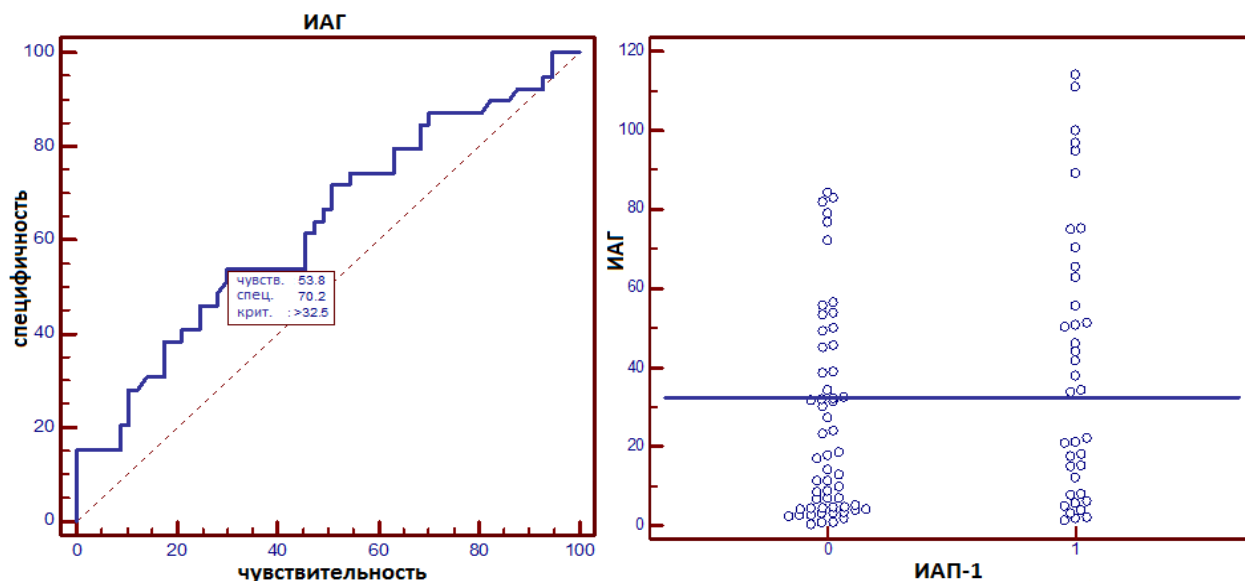 ИАГ
100
80
60
40
20
0
специфичность
чувств. 53.8
спец. 70.2
крит. : >32.5
0 20 40 60 80 100
чувствительность
120
100
80
60
40
20
0
ИАГ
0 1
ИАП-1